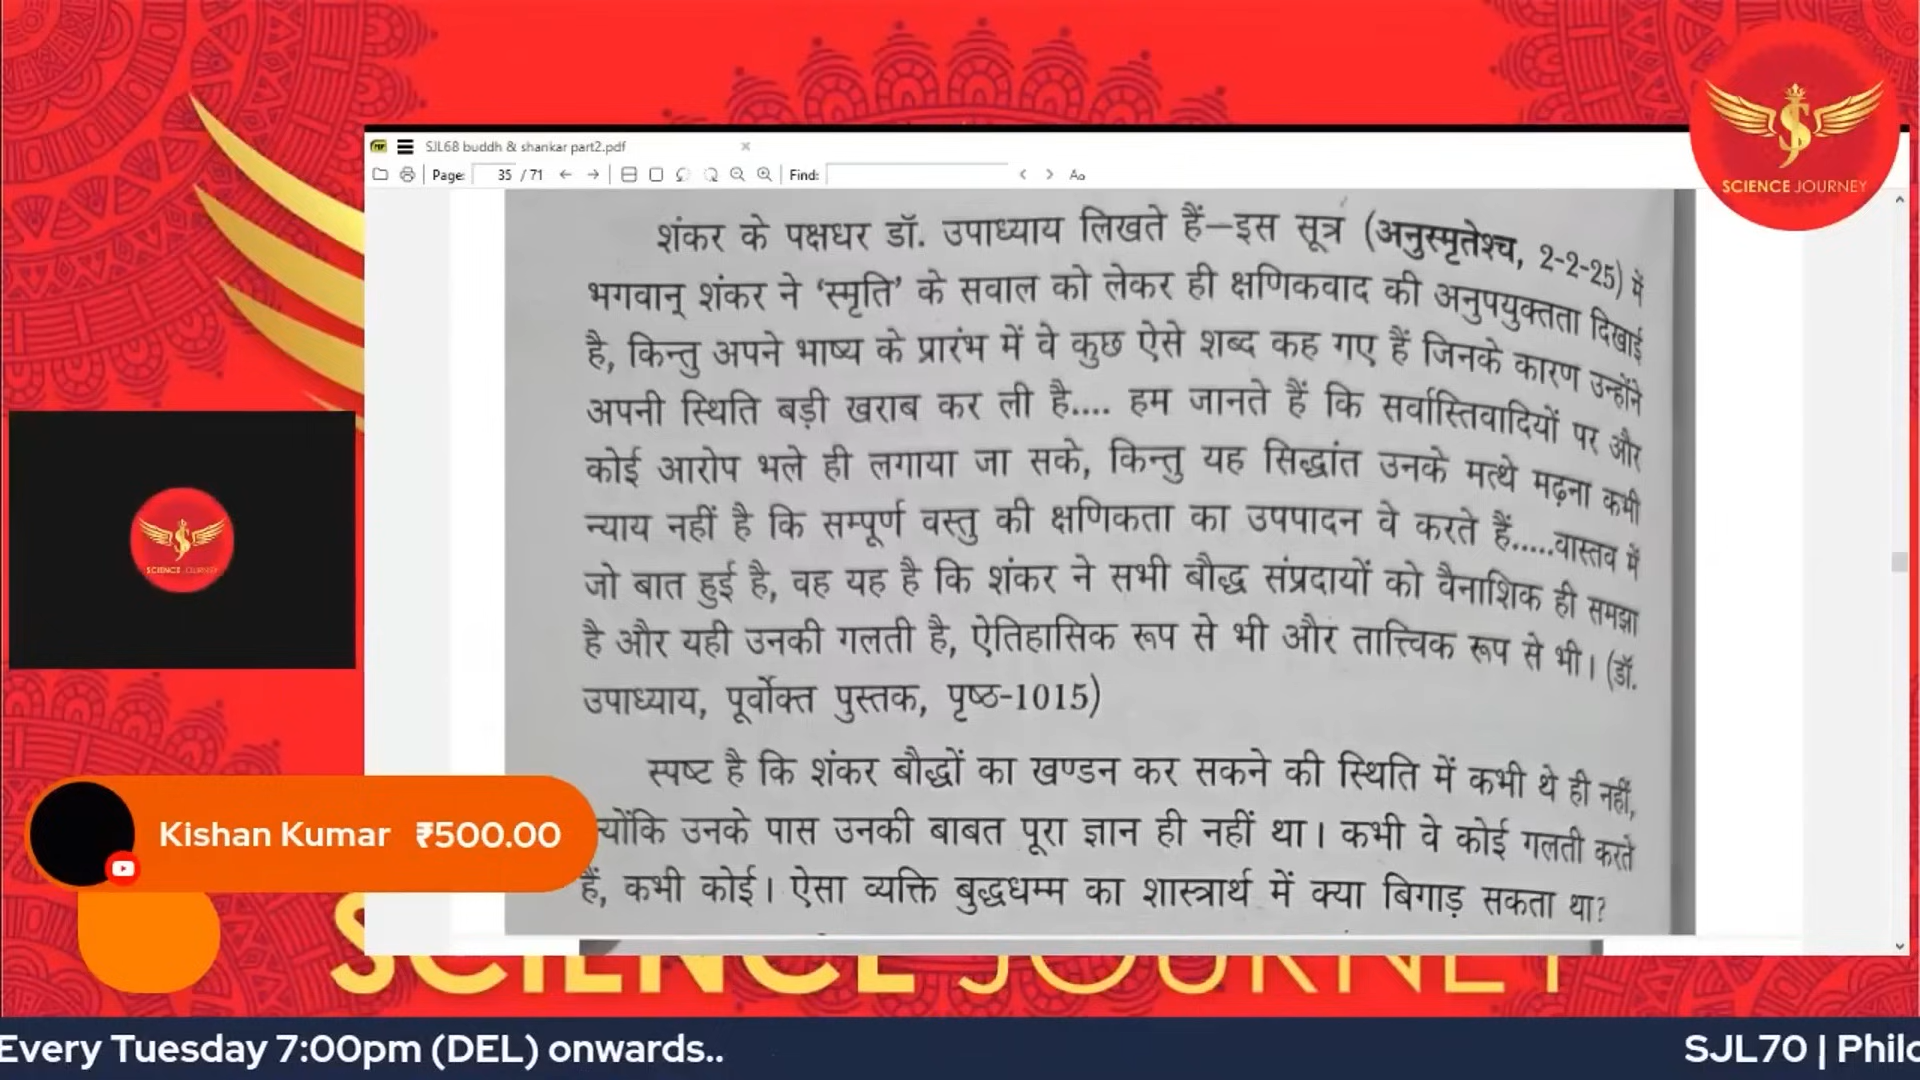 SCIENCE JOURNEY
SJL68 buddh & shankar part2.pdf
Page: 35 / 71 Find:
शंकर के पक्षधर डॉ. उपाध्याय लिखते हैं–इस सूत्र (अनुस्मृतेश्च, 2-2-25) में
भगवान् शंकर ने ‘स्मृति’ के सवाल को लेकर ही क्षणिकवाद की अनुपयुक्तता दिखाई
है, किन्तु अपने भाष्य के प्रारंभ में वे कुछ ऐसे शब्द कह गए हैं जिनके कारण उन्होंने
अपनी स्थिति बड़ी खराब कर ली है.... हम जानते हैं कि सर्वास्तिवादियों पर और
कोई आरोप भले ही लगाया जा सके, किन्तु यह सिद्धांत उनके मत्थे मढ़ना कभी
न्याय नहीं है कि सम्पूर्ण वस्तु की क्षणिकता का उपपादन वे करते हैं.....वास्तव में
जो बात हुई है, वह यह है कि शंकर ने सभी बौद्ध संप्रदायों को वैनाशिक ही समझा
है और यही उनकी गलती है, ऐतिहासिक रूप से भी और तात्त्विक रूप से भी। (डॉ.
उपाध्याय, पूर्वोक्त पुस्तक, पृष्ठ-1015)
स्पष्ट है कि शंकर बौद्धों का खण्डन कर सकने की स्थिति में कभी थे ही नहीं,
क्योंकि उनके पास उनकी बाबत पूरा ज्ञान ही नहीं था। कभी वे कोई गलती करते
हैं, कभी कोई। ऐसा व्यक्ति बुद्धधम्म का शास्त्रार्थ में क्या बिगाड़ सकता था?
SCIENCE JOURNEY
Kishan Kumar ₹500.00
SCIENCE JOURNEY
Every Tuesday 7:00pm (DEL) onwards.. SJL70 | Philo